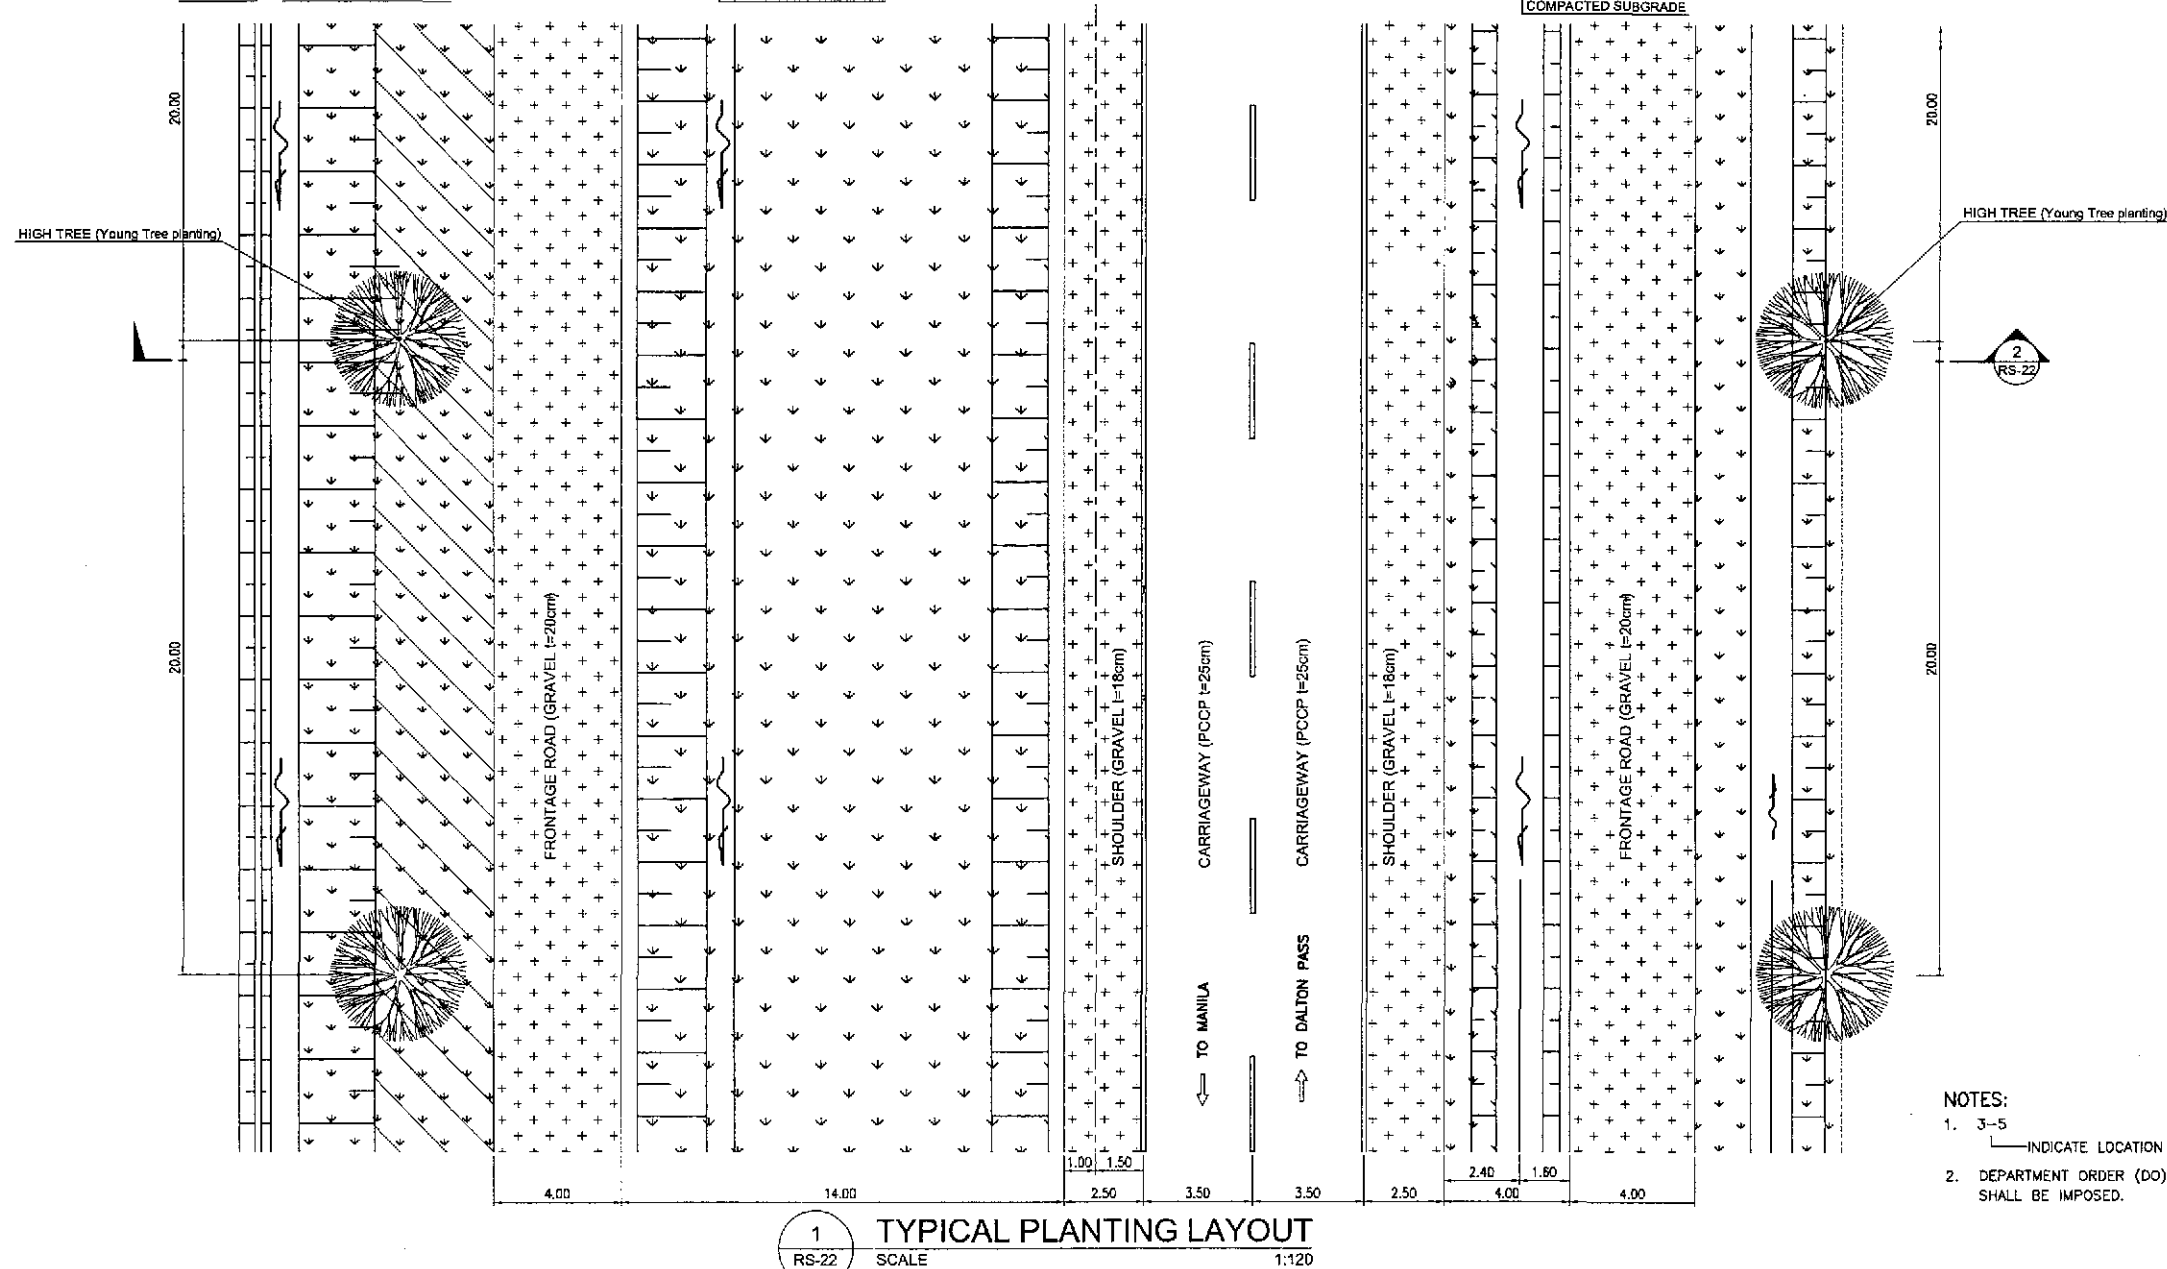 COMPACTED SUBGRADE
20.00
20.00
HIGH TREE (Young Tree planting)
HIGH TREE (Young Tree planting)
2
RS-22
20.00
20.00
FRONTAGE ROAD (GRAVEL t=20cm)
SHOULDER (GRAVEL t=18cm)
CARRIAGEWAY (PCCP t=25cm)
CARRIAGEWAY (PCCP t=25cm)
SHOULDER (GRAVEL t=18cm)
FRONTAGE ROAD (GRAVEL t=20cm)
TO MANILA
TO DALTON PASS
1.00 1.50
2.40 1.60
4.00 14.00 2.50 3.50 3.50 2.50 4.00 4.00
NOTES:
1. 3-5
INDICATE LOCATION
2. DEPARTMENT ORDER (DO)
SHALL BE IMPOSED.
1
RS-22
TYPICAL PLANTING LAYOUT
SCALE 1:120